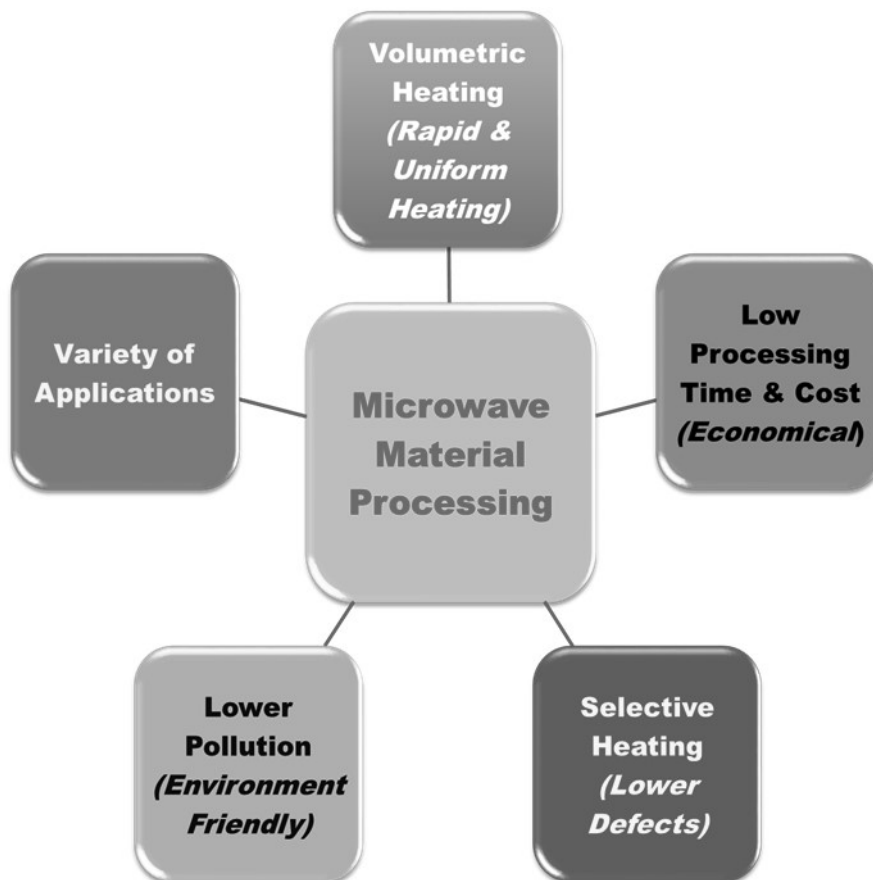 Volumetric
Heating
(Rapid &
Uniform
Heating)
Variety of
Applications
Microwave
Material
Processing
Low
Processing
Time & Cost
(Economical)
Lower
Pollution
(Environment
Friendly)
Selective
Heating
(Lower
Defects)